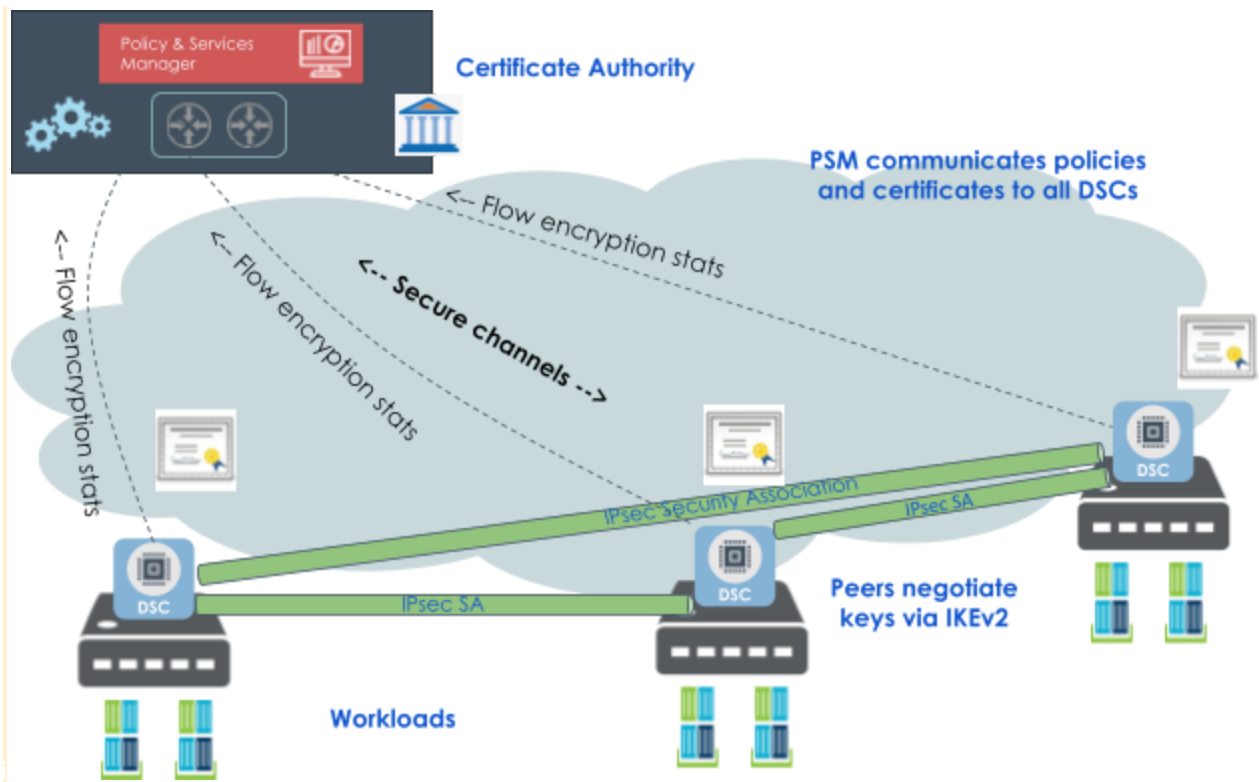 Policy & Services
Manager
Certificate Authority
PSM communicates policies
and certificates to all DSCs
<-- Flow encryption stats
<-- Flow encryption stats
<-- Secure channels -->
<-- Flow encryption stats
DSC
IPsec Security Association
IPsec SA
DSC
DSC
IPsec SA
Peers negotiate
keys via IKEv2
Workloads